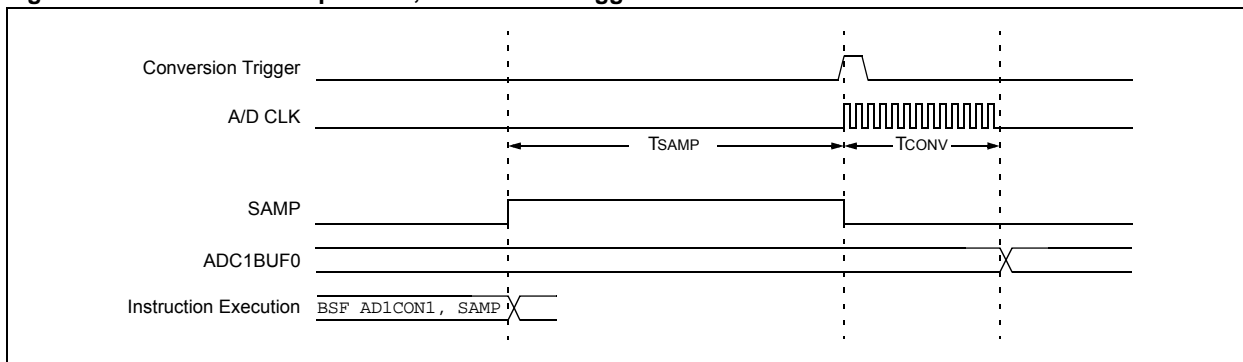 Conversion Trigger
A/D CLK
TSAMP
TCONV
SAMP
ADC1BUF0
Instruction Execution
BSF AD1CON1, SAMP